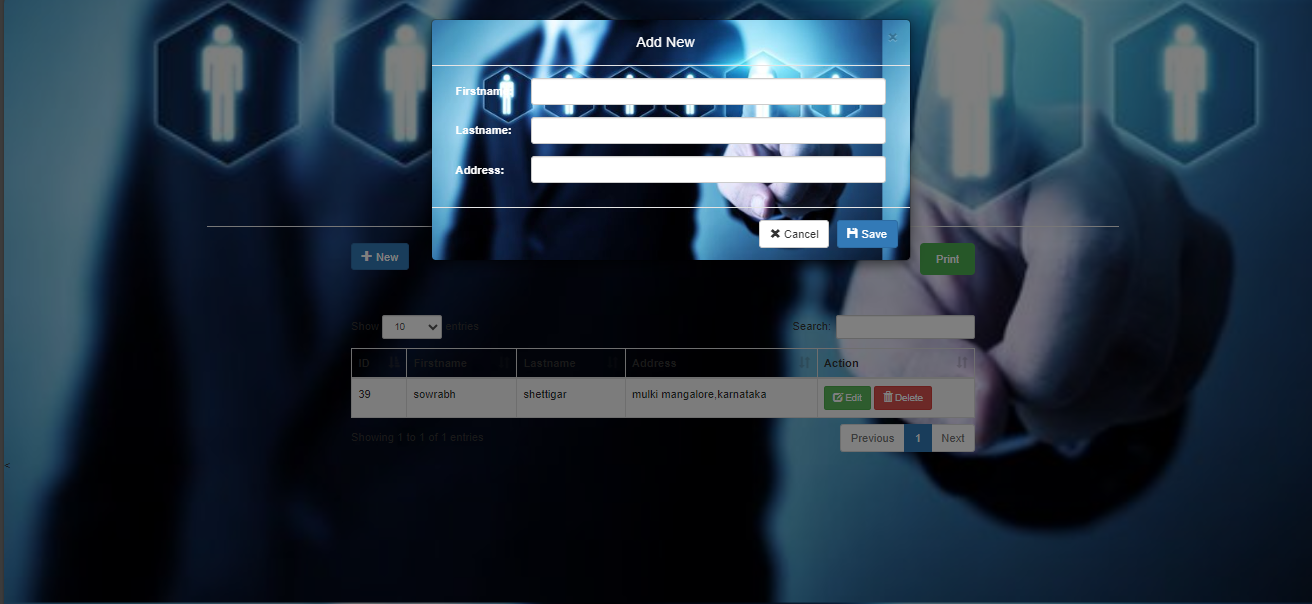 Add New ×
Firstname:
Lastname:
Address:
Cancel Save
New Print
Show 10 entries Search:
ID Firstname Lastname Address Action
39 sowrabh shettigar mulki mangalore,karnataka Edit Delete
Showing 1 to 1 of 1 entries Previous 1 Next
<